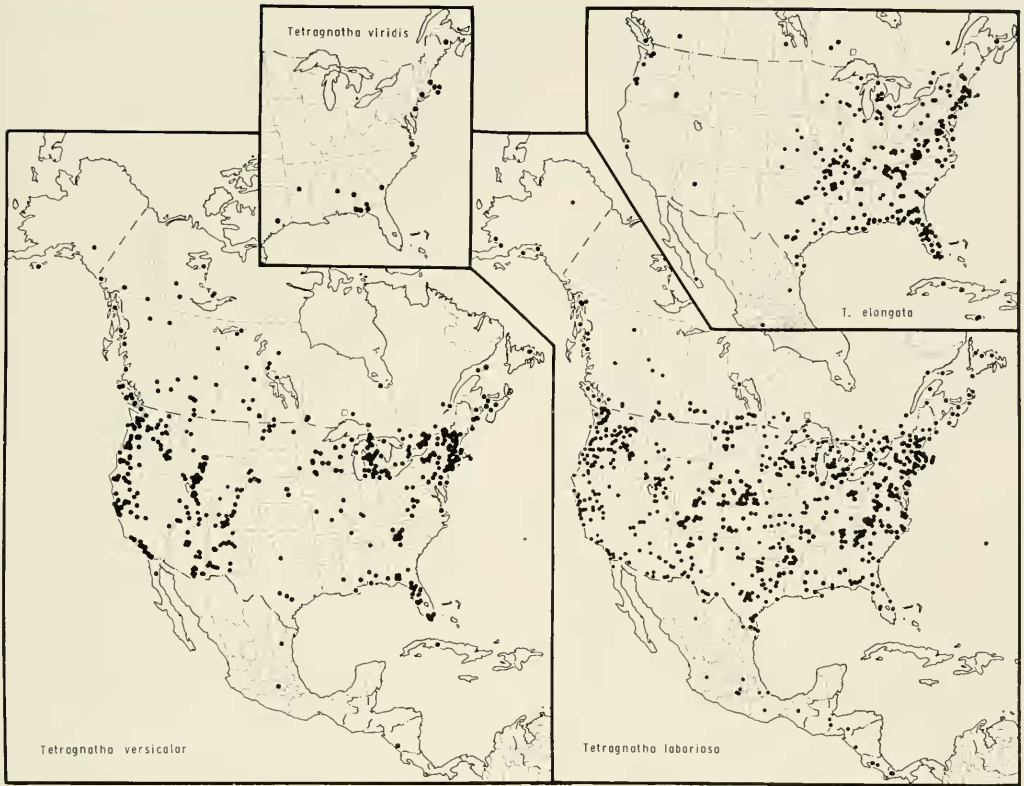 Tetragnatha viridis
T. elongata
Tetragnatha versicolor
Tetragnatha laboriosa